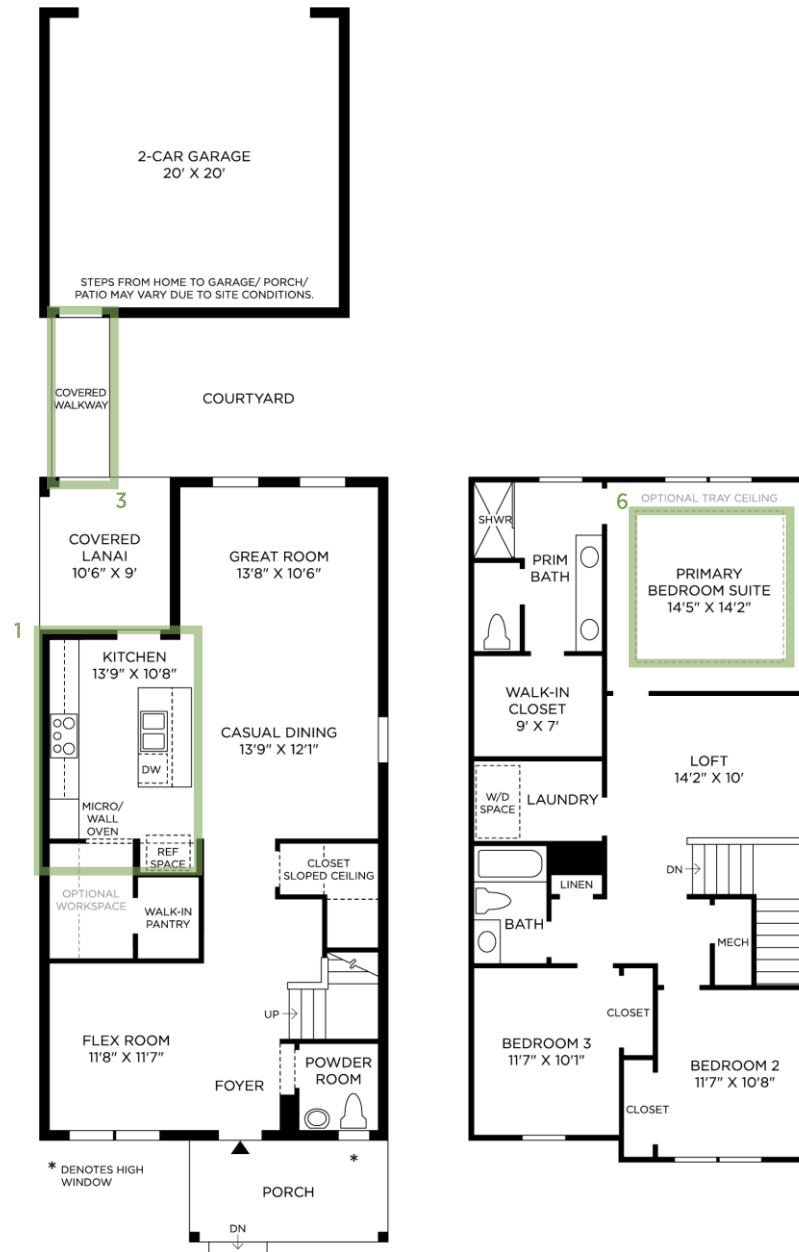 2-CAR GARAGE
20' X 20'
STEPS FROM HOME TO GARAGE/ PORCH/
PATIO MAY VARY DUE TO SITE CONDITIONS.
COVERED
WALKWAY
COURTYARD
3
COVERED
LANAI
10'6" X 9'
GREAT ROOM
13'8" X 10'6"
1
KITCHEN
13'9" X 10'8"
CASUAL DINING
13'9" X 12'1"
DW
MICRO/
WALL
OVEN
REF
SPACE
CLOSET
SLOPED CEILING
OPTIONAL
WORKSPACE
WALK-IN
PANTRY
UP
FLEX ROOM
11'8" X 11'7"
FOYER
POWDER
ROOM
* DENOTES HIGH
WINDOW
*
PORCH
DN
6
OPTIONAL TRAY CEILING
SHWR
PRIM
BATH
PRIMARY
BEDROOM SUITE
14'5" X 14'2"
WALK-IN
CLOSET
9' X 7'
LOFT
14'2" X 10'
W/D
SPACE
LAUNDRY
DN
LINEN
BATH
MECH
CLOSET
BEDROOM 3
11'7" X 10'1"
BEDROOM 2
11'7" X 10'8"
CLOSET